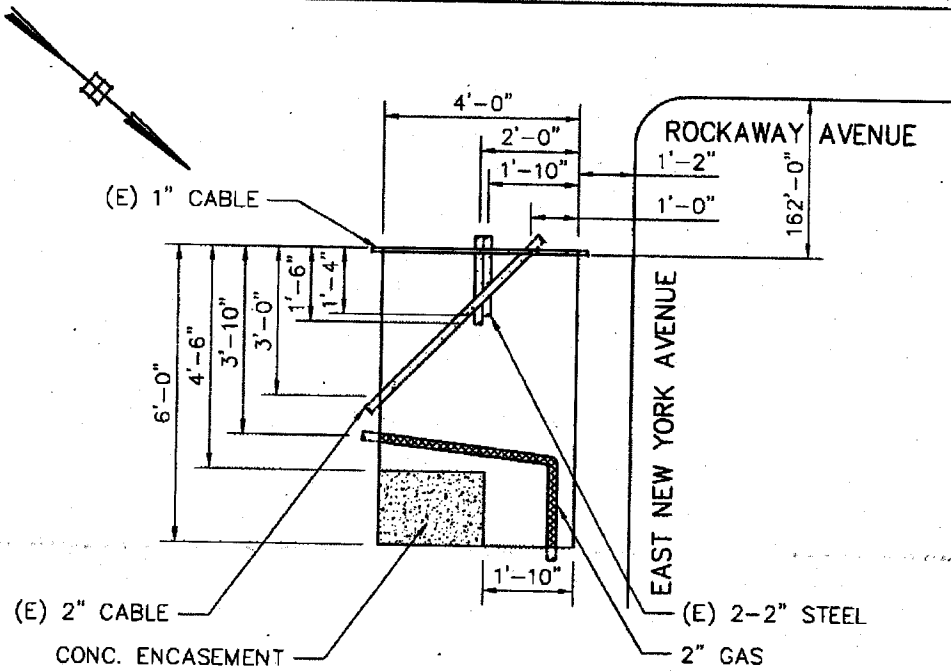 4'-0"
ROCKAWAY AVENUE
2'-0"
1'-10"
1'-2"
(E) 1" CABLE
1'-0"
162'-0"
6'-0"
4'-6"
3'-10"
3'-0"
1'-6"
1'-4"
EAST NEW YORK AVENUE
1'-10"
(E) 2" CABLE
(E) 2-2" STEEL
CONC. ENCASEMENT
2" GAS